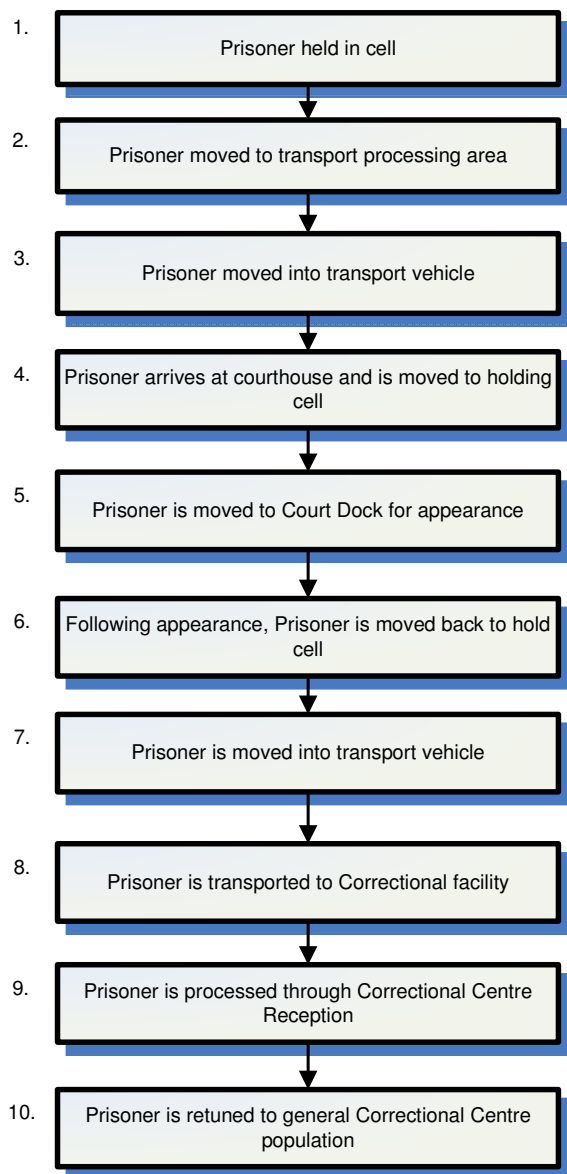 1.
Prisoner held in cell
2.
Prisoner moved to transport processing area
3.
Prisoner moved into transport vehicle
4.
Prisoner arrives at courthouse and is moved to holding
cell
5.
Prisoner is moved to Court Dock for appearance
6.
Following appearance, Prisoner is moved back to hold
cell
7.
Prisoner is moved into transport vehicle
8.
Prisoner is transported to Correctional facility
9.
Prisoner is processed through Correctional Centre
Reception
10.
Prisoner is retuned to general Correctional Centre
population